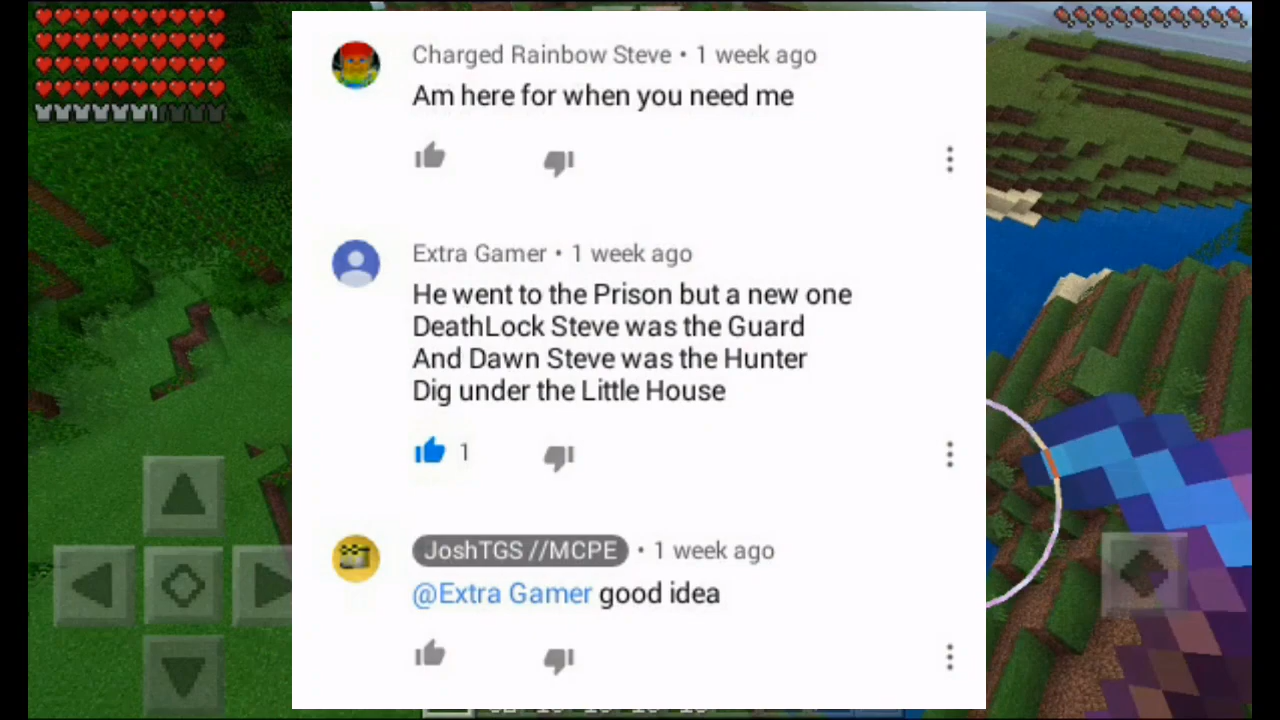 Charged Rainbow Steve • 1 week ago
Am here for when you need me
Extra Gamer • 1 week ago
He went to the Prison but a new one
DeathLock Steve was the Guard
And Dawn Steve was the Hunter
Dig under the Little House
1
JoshTGS //MCPE • 1 week ago
@Extra Gamer good idea